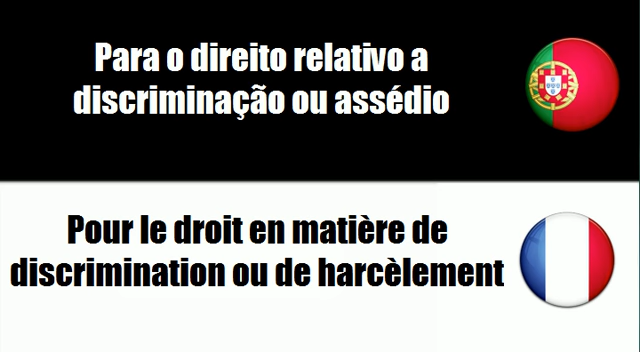 Para o direito relativo a
discriminação ou assédio
Pour le droit en matière de
discrimination ou de harcèlement